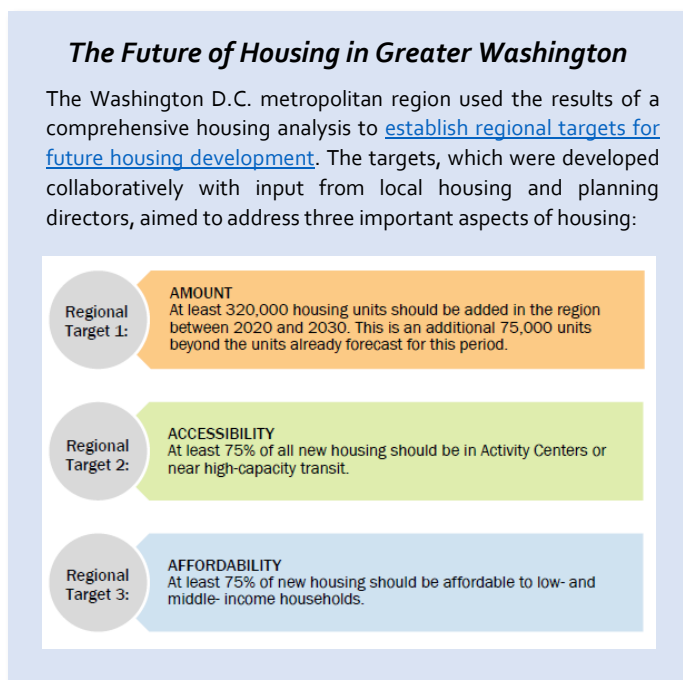 The Future of Housing in Greater Washington
The Washington D.C. metropolitan region used the results of a
comprehensive housing analysis to establish regional targets for
future housing development. The targets, which were developed
collaboratively with input from local housing and planning
directors, aimed to address three important aspects of housing:
Regional
Target 1:
AMOUNT
At least 320,000 housing units should be added in the region
between 2020 and 2030. This is an additional 75,000 units
beyond the units already forecast for this period.
Regional
Target 2:
ACCESSIBILITY
At least 75% of all new housing should be in Activity Centers or
near high-capacity transit.
Regional
Target 3:
AFFORDABILITY
At least 75% of new housing should be affordable to low- and
middle- income households.